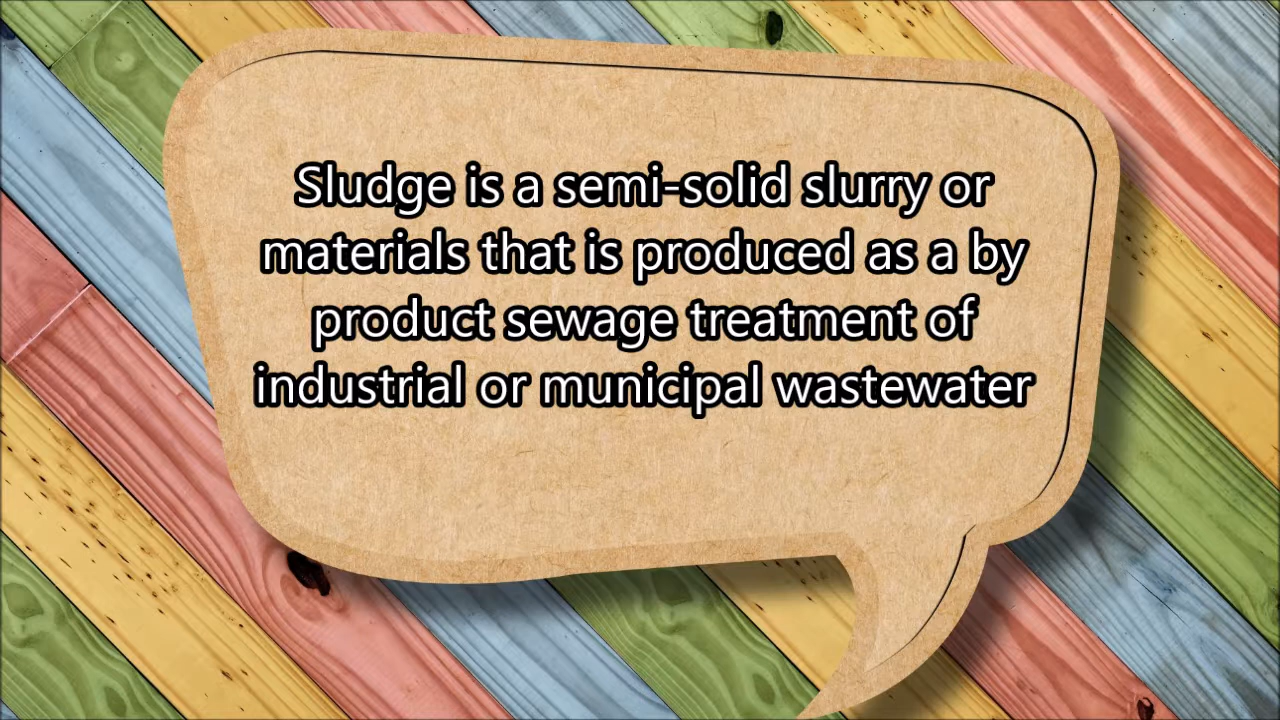 Sludge is a semi-solid slurry or
materials that is produced as a by
product sewage treatment of
industrial or municipal wastewater